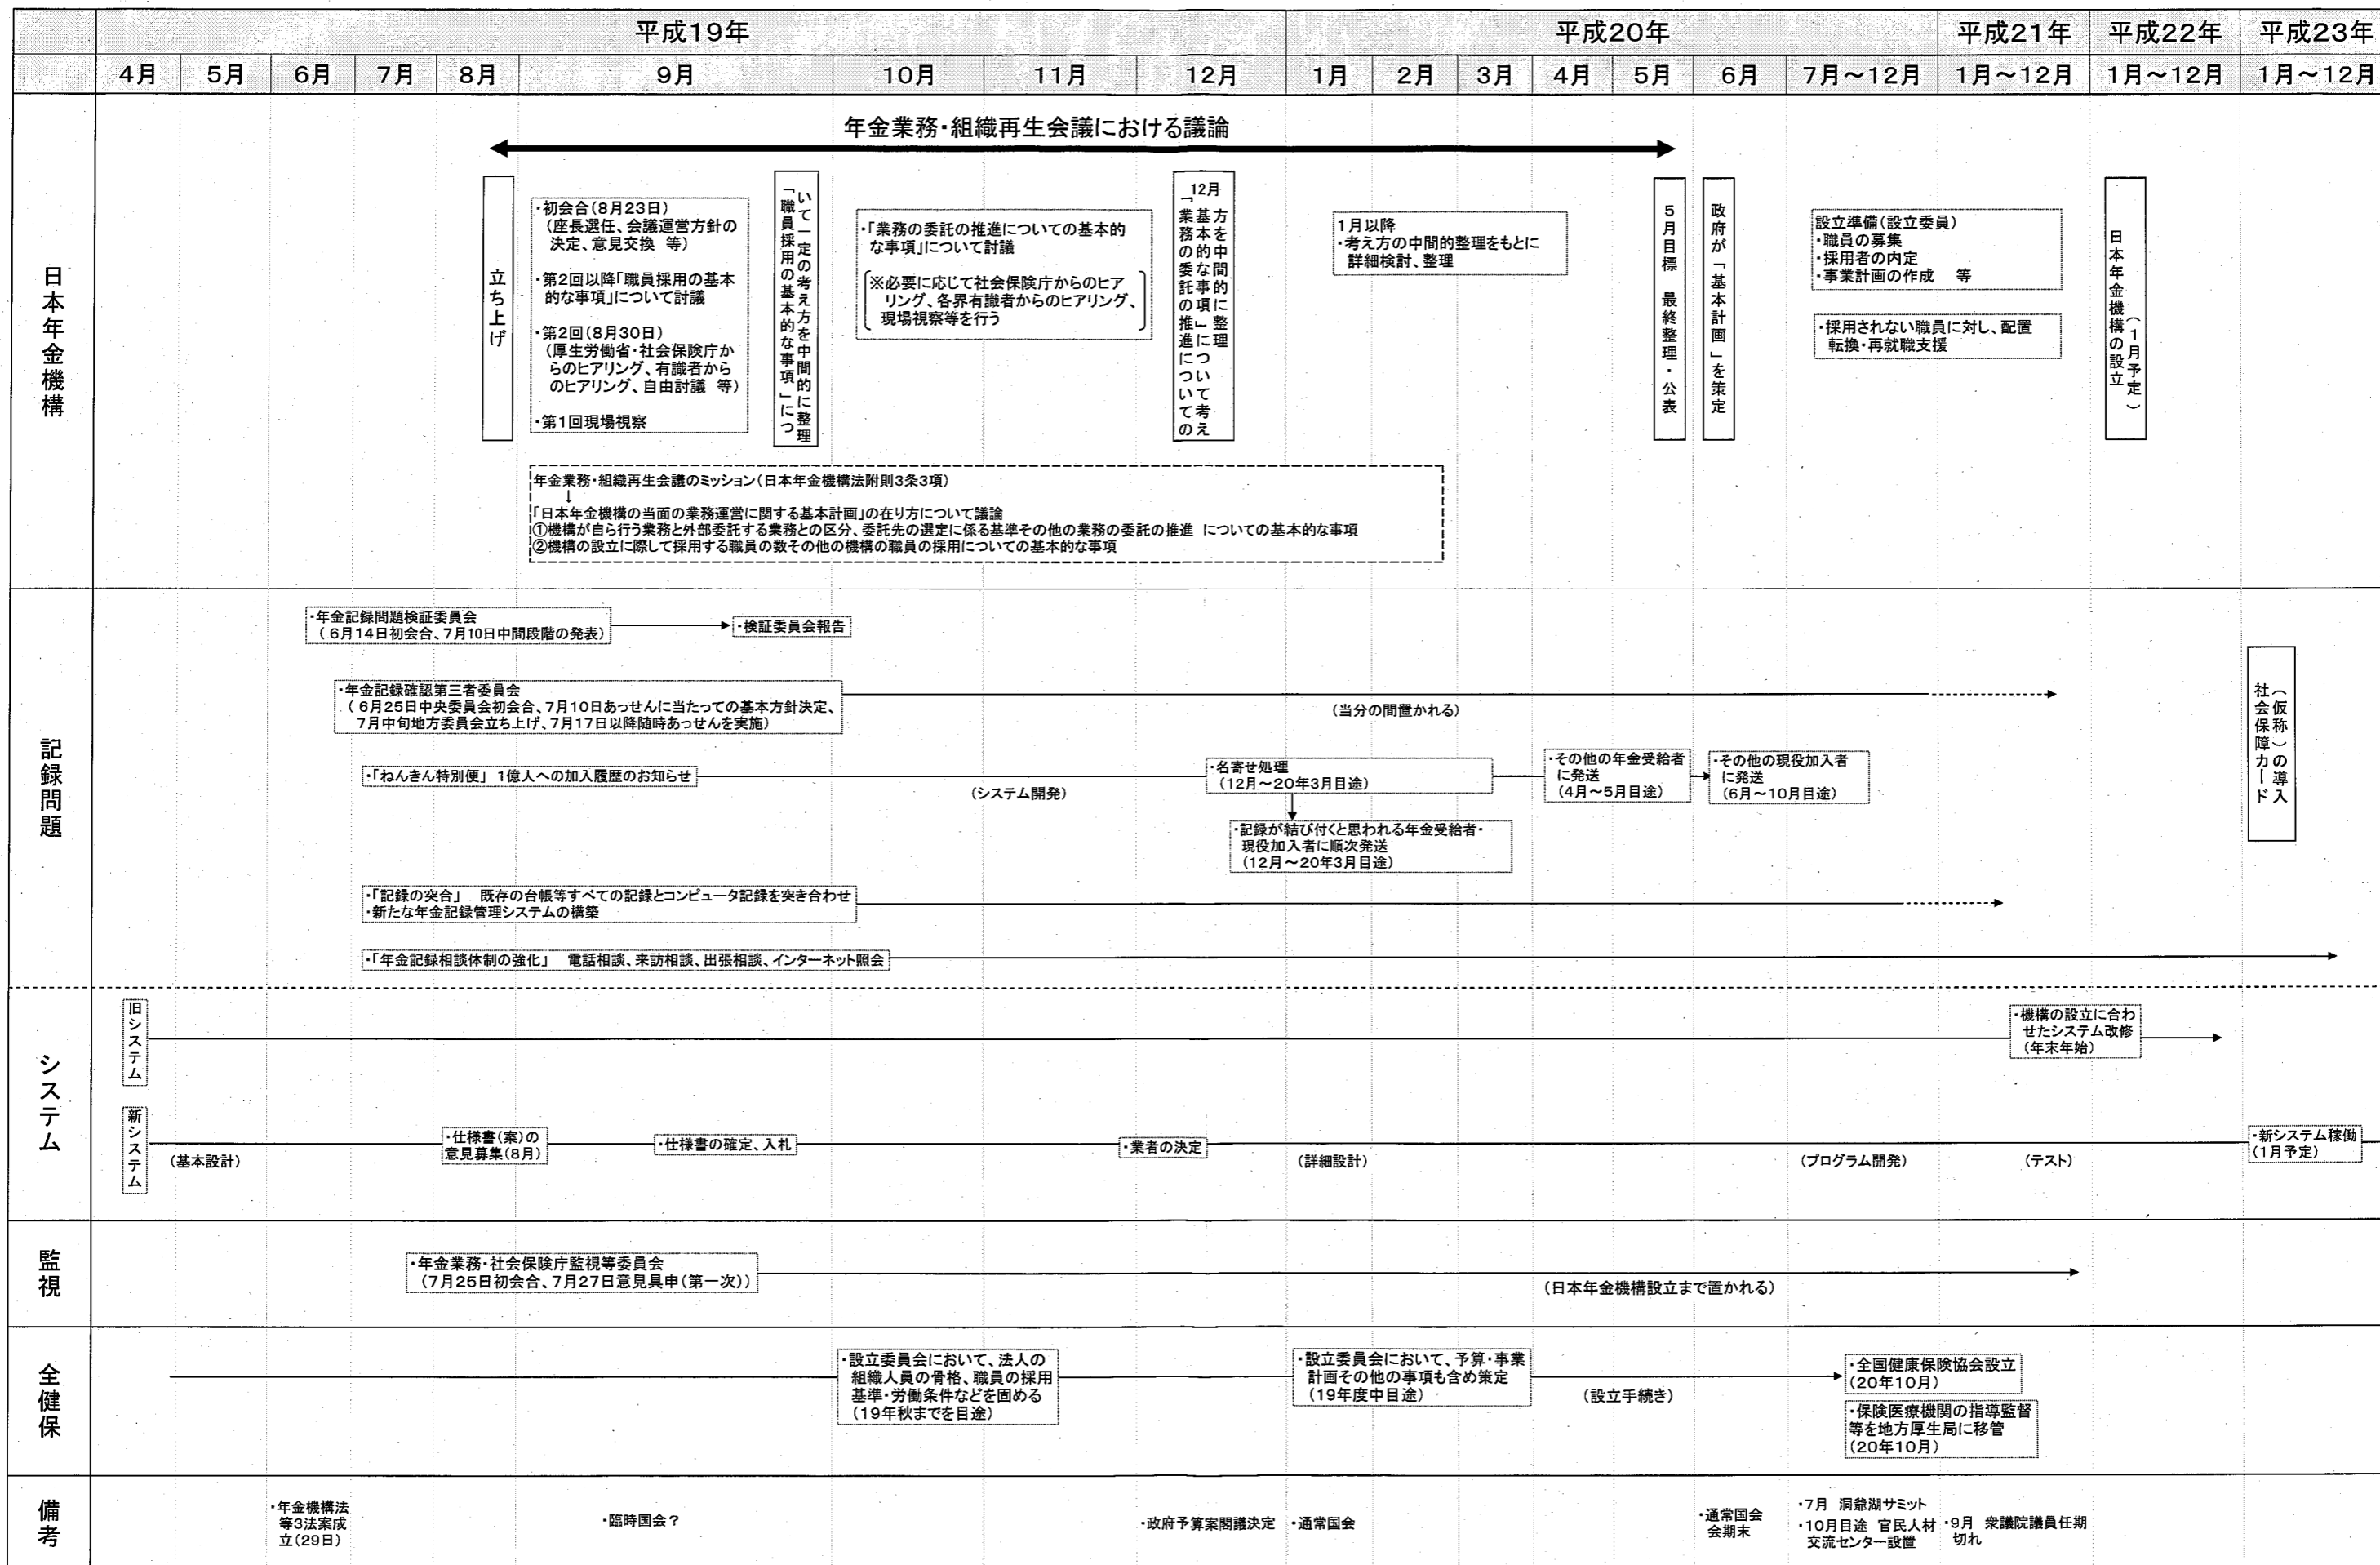 平成19年
平成20年
平成21年
平成22年
平成23年
4月
5月
6月
7月
8月
9月
10月
11月
12月
1月
2月
3月
4月
5月
6月
7月～12月
1月～12月
1月～12月
1月～12月
日本年金機構
年金業務・組織再生会議における議論
立ち上げ
・初会合(8月23日)
(座長選任、会議運営方針の
決定、意見交換 等)
・第2回以降「職員採用の基本
的な事項」について討議
・第2回(8月30日)
(厚生労働省・社会保険庁か
らのヒアリング、有識者から
のヒアリング、自由討議 等)
・第1回現場視察
「職員採用の基本的な事項」につ
いて一定の考え方を中間的に整理
・「業務の委託の推進についての基本的
な事項」について討議
※必要に応じて社会保険庁からのヒア
リング、各界有識者からのヒアリング、
現場視察等を行う
12月
「業務の委託の推進についての
基本的な事項」について考え
方を中間的に整理
1月以降
・考え方の中間的整理をもとに
詳細検討、整理
5月目標 最終整理・公表
政府が「基本計画」を策定
設立準備(設立委員)
・職員の募集
・採用者の内定
・事業計画の作成 等
・採用されない職員に対し、配置
転換・再就職支援
日本年金機構の設立
(1月予定)
年金業務・組織再生会議のミッション(日本年金機構法附則3条3項)
↓
「日本年金機構の当面の業務運営に関する基本計画」の在り方について議論
①機構が自ら行う業務と外部委託する業務との区分、委託先の選定に係る基準その他の業務の委託の推進 についての基本的な事項
②機構の設立に際して採用する職員の数その他の機構の職員の採用についての基本的な事項
記録問題
・年金記録問題検証委員会
(6月14日初会合、7月10日中間段階の発表)
・検証委員会報告
・年金記録確認第三者委員会
(6月25日中央委員会初会合、7月10日あっせんに当たっての基本方針決定、
7月中旬地方委員会立ち上げ、7月17日以降随時あっせんを実施)
(当分の間置かれる)
・「ねんきん特別便」 1億人への加入履歴のお知らせ
(システム開発)
・名寄せ処理
(12月～20年3月目途)
・その他の年金受給者
に発送
(4月～5月目途)
・その他の現役加入者
に発送
(6月～10月目途)
・記録が結び付くと思われる年金受給者・
現役加入者に順次発送
(12月～20年3月目途)
社会保障カード
(仮称)の導入
・「記録の突合」 既存の台帳等すべての記録とコンピュータ記録を突き合わせ
・新たな年金記録管理システムの構築
・「年金記録相談体制の強化」 電話相談、来訪相談、出張相談、インターネット照会
システム
旧システム
・機構の設立に合わ
せたシステム改修
(年末年始)
新システム
(基本設計)
・仕様書(案)の
意見募集(8月)
・仕様書の確定、入札
・業者の決定
(詳細設計)
(プログラム開発)
(テスト)
・新システム稼働
(1月予定)
監視
・年金業務・社会保険庁監視等委員会
(7月25日初会合、7月27日意見具申(第一次))
(日本年金機構設立まで置かれる)
全健保
・設立委員会において、法人の
組織人員の骨格、職員の採用
基準・労働条件などを固める
(19年秋までを目途)
・設立委員会において、予算・事業
計画その他の事項も含め策定
(19年度中目途)
(設立手続き)
・全国健康保険協会設立
(20年10月)
・保険医療機関の指導監督
等を地方厚生局に移管
(20年10月)
備考
・年金機構法
等3法案成
立(29日)
・臨時国会?
・政府予算案閣議決定
・通常国会
・通常国会
会期末
・7月 洞爺湖サミット
・10月目途 官民人材
交流センター設置
・9月 衆議院議員任期
切れ